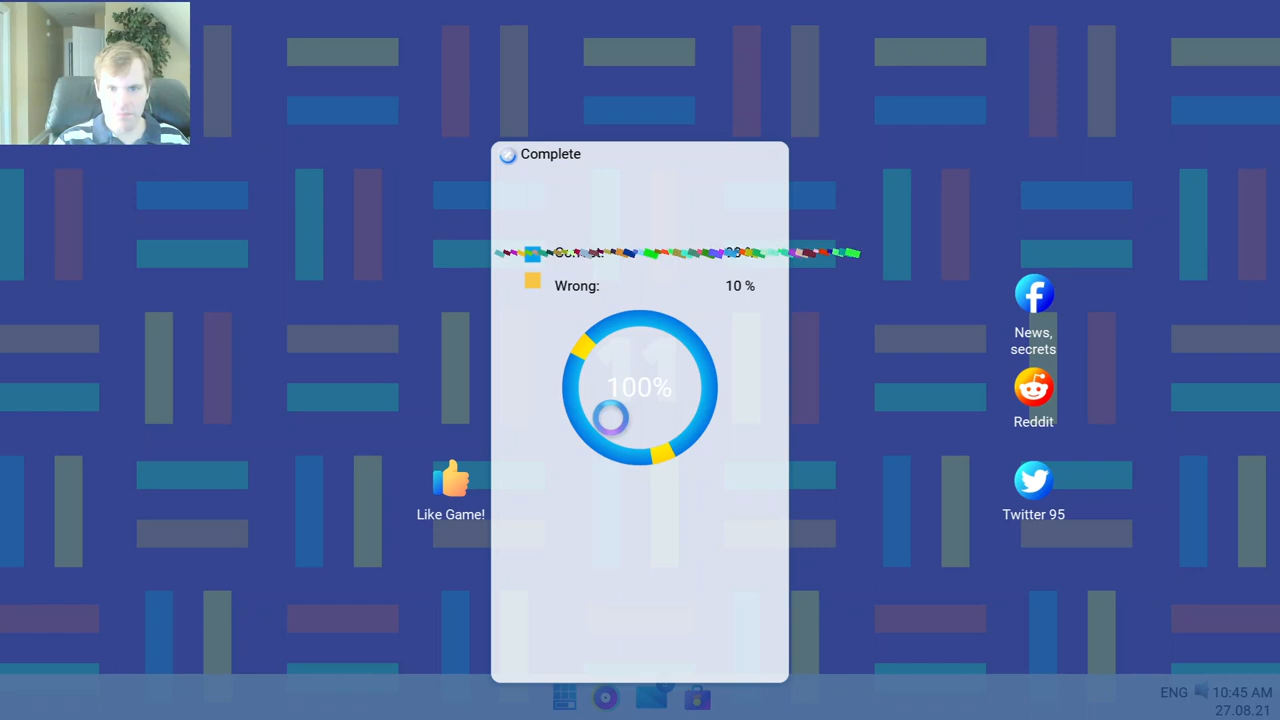 Complete
Wrong: 10 %
100%
News,
secrets
Reddit
Like Game!
Twitter 95
ENG 10:45 AM
27.08.21